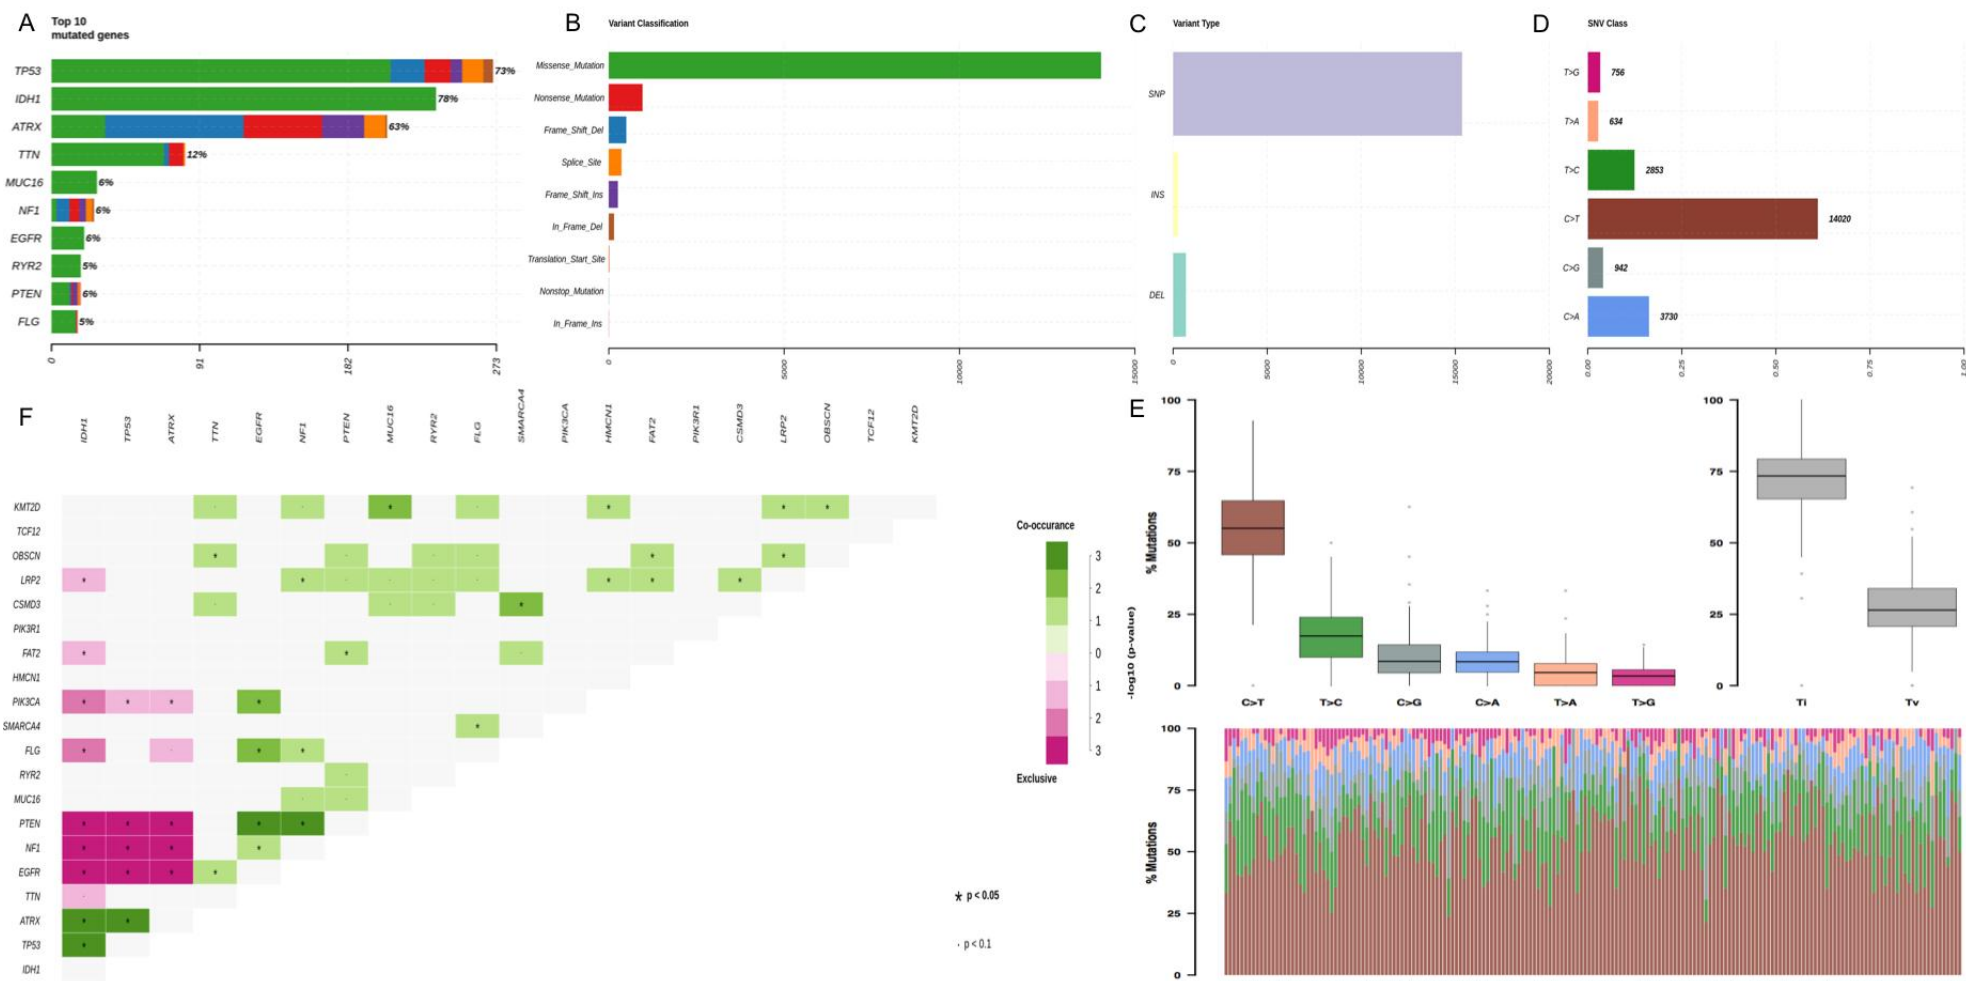 A
Top 10
mutated genes
TP53 73%
IDH1 78%
ATRX 63%
TTN 12%
MUC16 6%
NF1 6%
EGFR 6%
RYR2 5%
PTEN 6%
FLG 5%
0 91 182 273
B
Variant Classification
Missense_Mutation
Nonsense_Mutation
Frame_Shift_Del
Splice_Site
Frame_Shift_Ins
In_Frame_Del
Translation_Start_Site
Nonstop_Mutation
In_Frame_Ins
0 5000 10000 15000
C
Variant Type
SNP
INS
DEL
0 5000 10000 15000 20000
D
SNV Class
T>G 756
T>A 634
T>C 2853
C>T 14020
C>G 942
C>A 3730
0.00 0.25 0.50 0.75 1.00
F
IDH1 TP53 ATRX TTN EGFR NF1 PTEN MUC16 RYR2 FLG SMARCA4 PIK3CA HMCN1 FAT2 PIK3R1 CSMD3 LRP2 OBSCN TCF12 KMT2D
KMT2D
TCF12
OBSCN
LRP2
CSMD3
PIK3R1
FAT2
HMCN1
PIK3CA
SMARCA4
FLG
RYR2
MUC16
PTEN
NF1
EGFR
TTN
ATRX
TP53
IDH1
Co-occurance
3
2
1
0
1
2
3
Exclusive
-log10 (p-value)
* p < 0.05
· p < 0.1
E
% Mutations
100
75
50
25
0
C>T T>C C>G C>A T>A T>G
100
75
50
25
0
Ti Tv
% Mutations
100
75
50
25
0